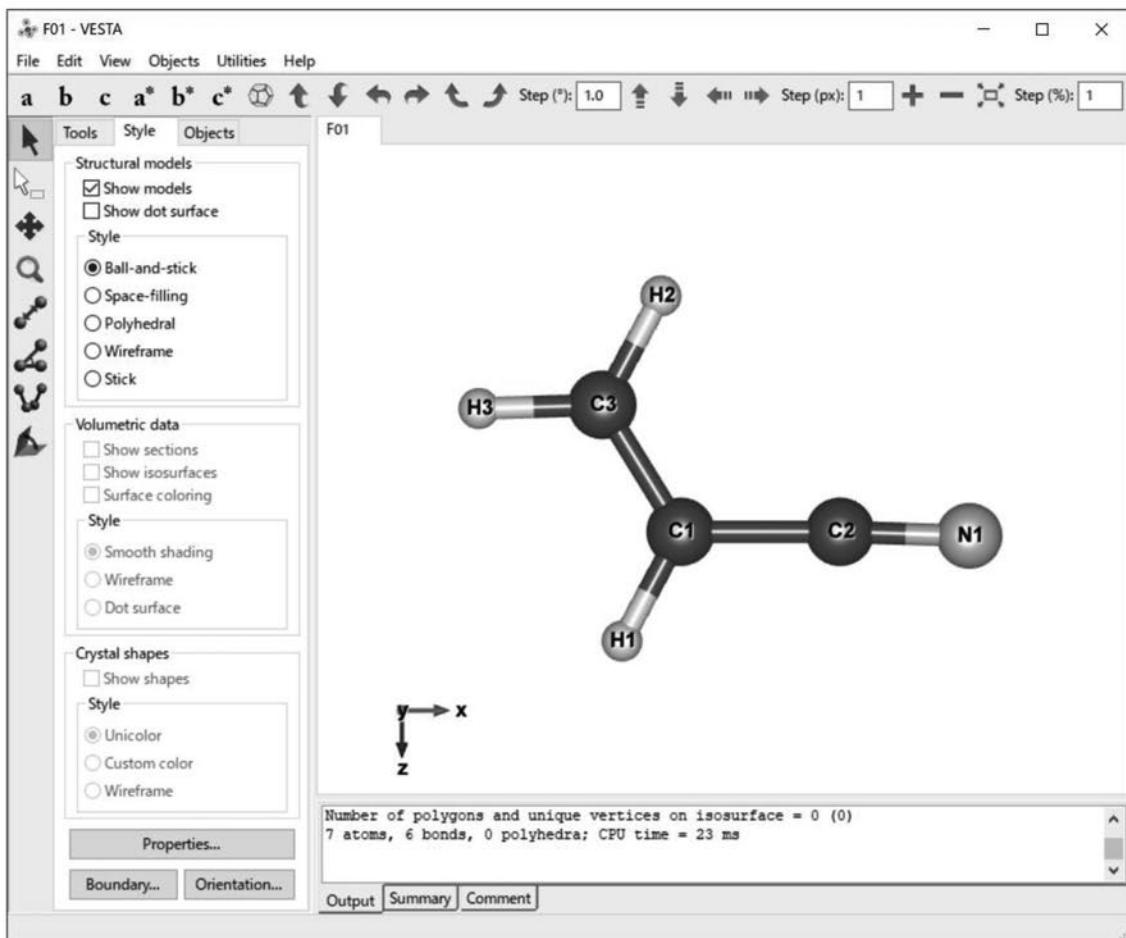 F01 - VESTA
File Edit View Objects Utilities Help
a b c a* b* c* Step (°): 1.0 Step (px): 1 Step (%): 1
Tools Style Objects
F01
Structural models
Show models
Show dot surface
Style
Ball-and-stick
Space-filling
Polyhedral
Wireframe
Stick
Volumetric data
Show sections
Show isosurfaces
Surface coloring
Style
Smooth shading
Wireframe
Dot surface
Crystal shapes
Show shapes
Style
Unicolor
Custom color
Wireframe
Properties...
Boundary... Orientation...
H2
H3 C3
C1 C2 N1
H1
y x
z
Number of polygons and unique vertices on isosurface = 0 (0)
7 atoms, 6 bonds, 0 polyhedra; CPU time = 23 ms
Output Summary Comment